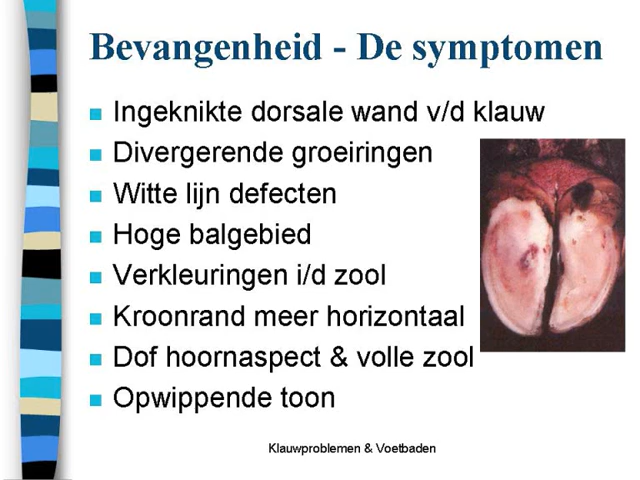 Bevangenheid - De symptomen
Ingeknikte dorsale wand v/d klauw
Divergerende groeiringen
Witte lijn defecten
Hoge balgebied
Verkleuringen i/d zool
Kroonrand meer horizontaal
Dof hoornaspect & volle zool
Opwippende toon
Klauwproblemen & Voetbaden